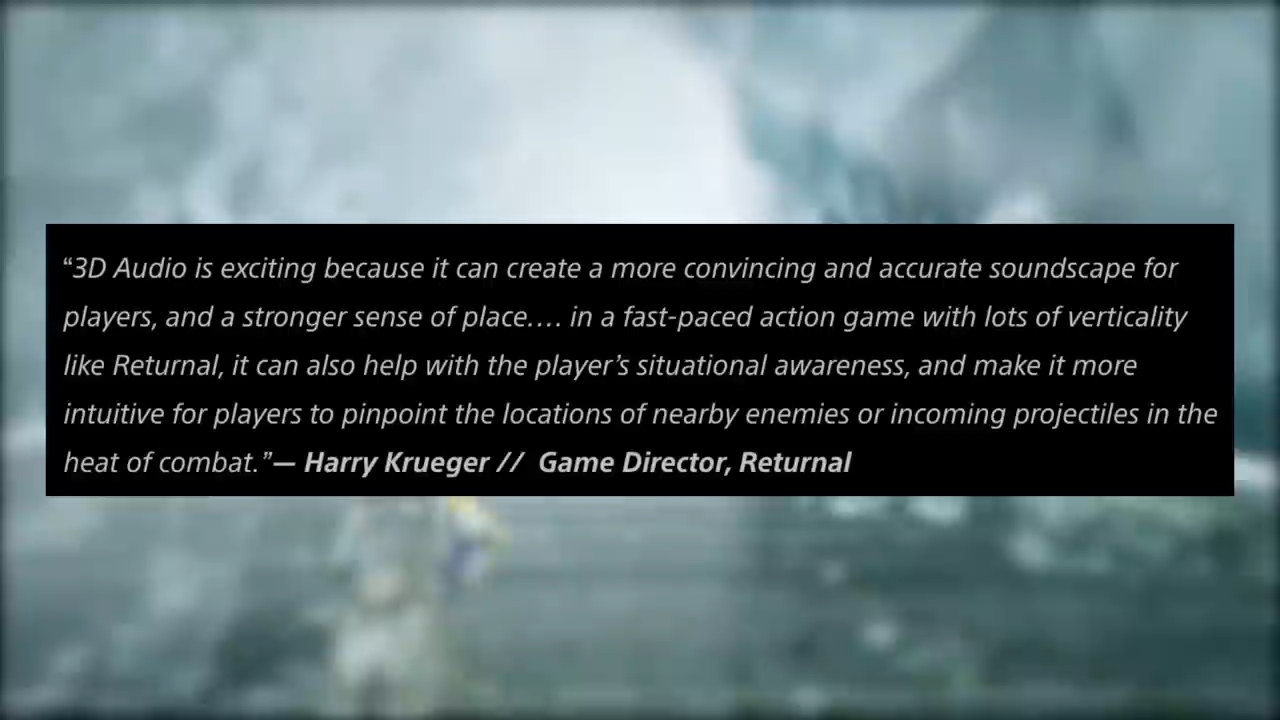 “3D Audio is exciting because it can create a more convincing and accurate soundscape for
players, and a stronger sense of place.... in a fast-paced action game with lots of verticality
like Returnal, it can also help with the player’s situational awareness, and make it more
intuitive for players to pinpoint the locations of nearby enemies or incoming projectiles in the
heat of combat.”— Harry Krueger // Game Director, Returnal